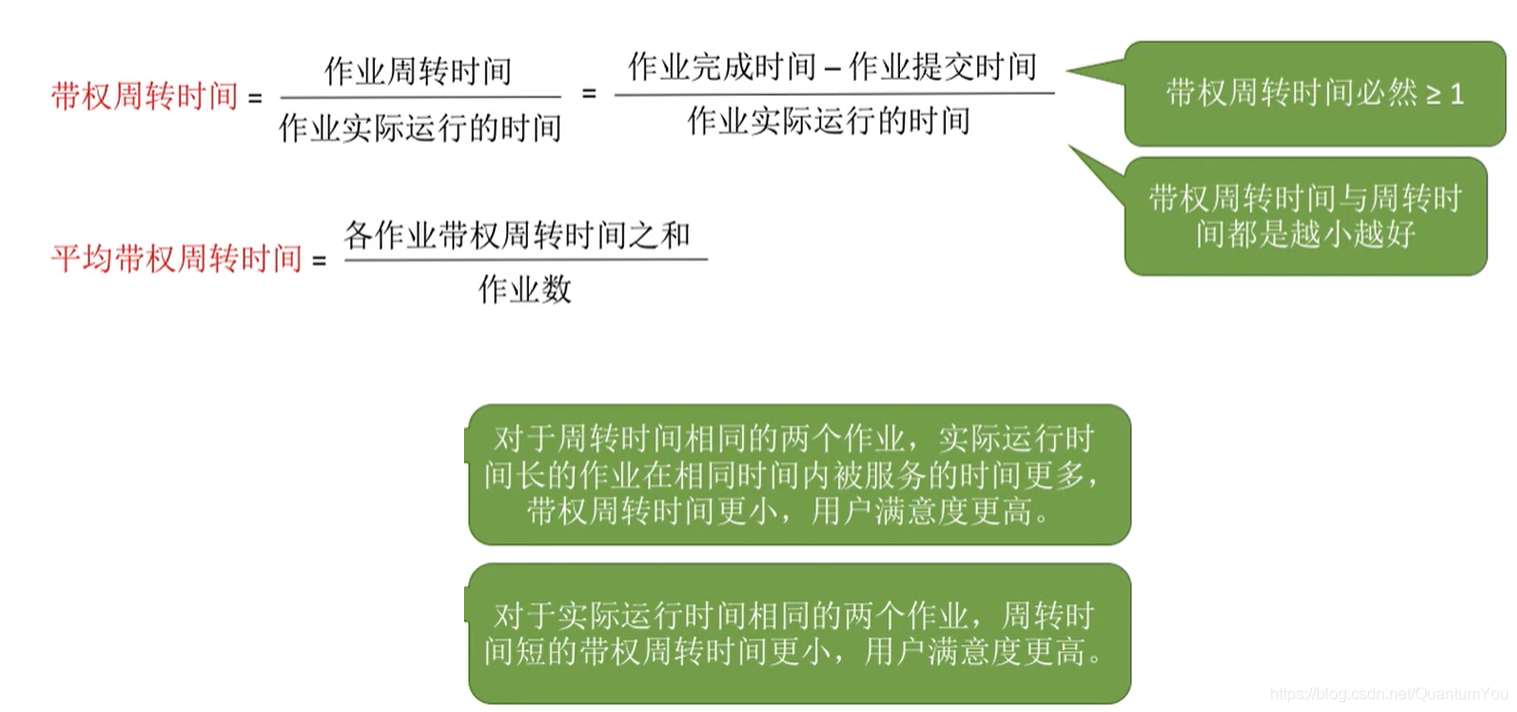 带权周转时间 = 作业周转时间 / 作业实际运行的时间 = 作业完成时间 – 作业提交时间 / 作业实际运行的时间
带权周转时间必然 ≥ 1
带权周转时间与周转时
间都是越小越好
平均带权周转时间 = 各作业带权周转时间之和 / 作业数
对于周转时间相同的两个作业，实际运行时
间长的作业在相同时间内被服务的时间更多，
带权周转时间更小，用户满意度更高。
对于实际运行时间相同的两个作业，周转时
间短的带权周转时间更小，用户满意度更高。
https://blog.csdn.net/QuantumYou